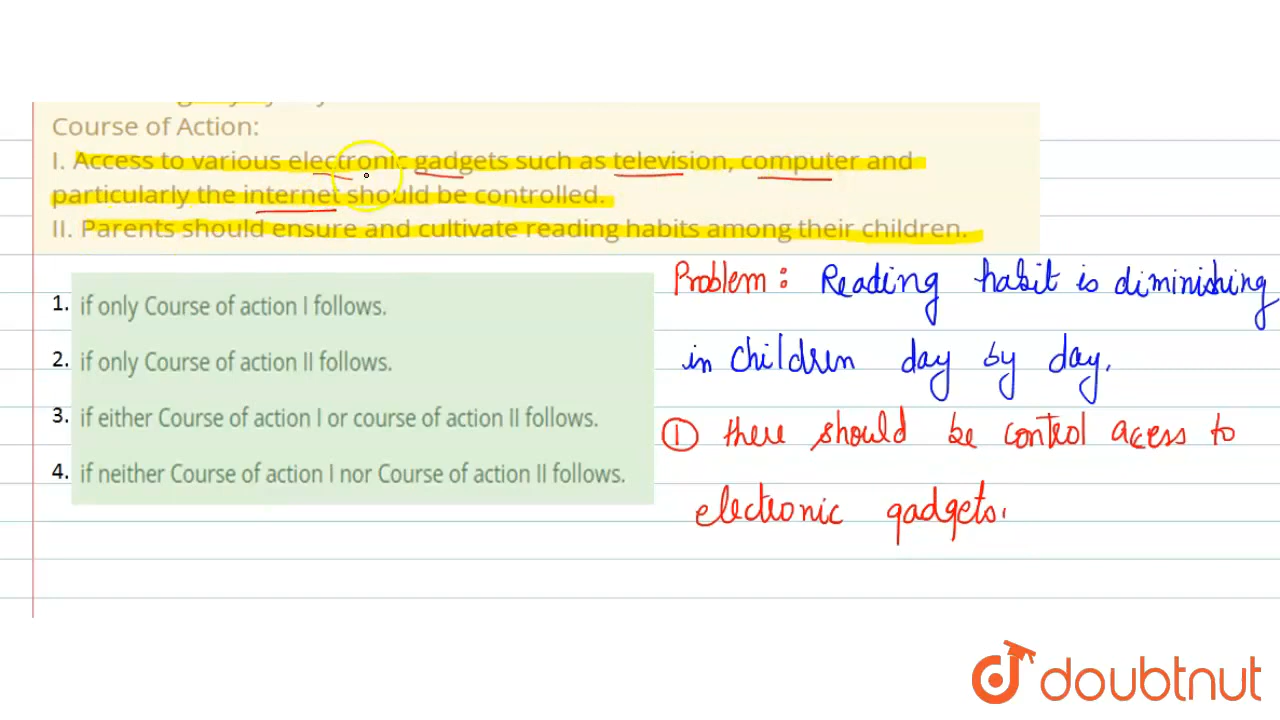 Course of Action:
I. Access to various electronic gadgets such as television, computer and
particularly the internet should be controlled.
II. Parents should ensure and cultivate reading habits among their children.
1. if only Course of action I follows.
2. if only Course of action II follows.
3. if either Course of action I or course of action II follows.
4. if neither Course of action I nor Course of action II follows.
Problem: Reading habit is diminishing
in children day by day.
① there should be control access to
electronic gadgets.
doubtnut